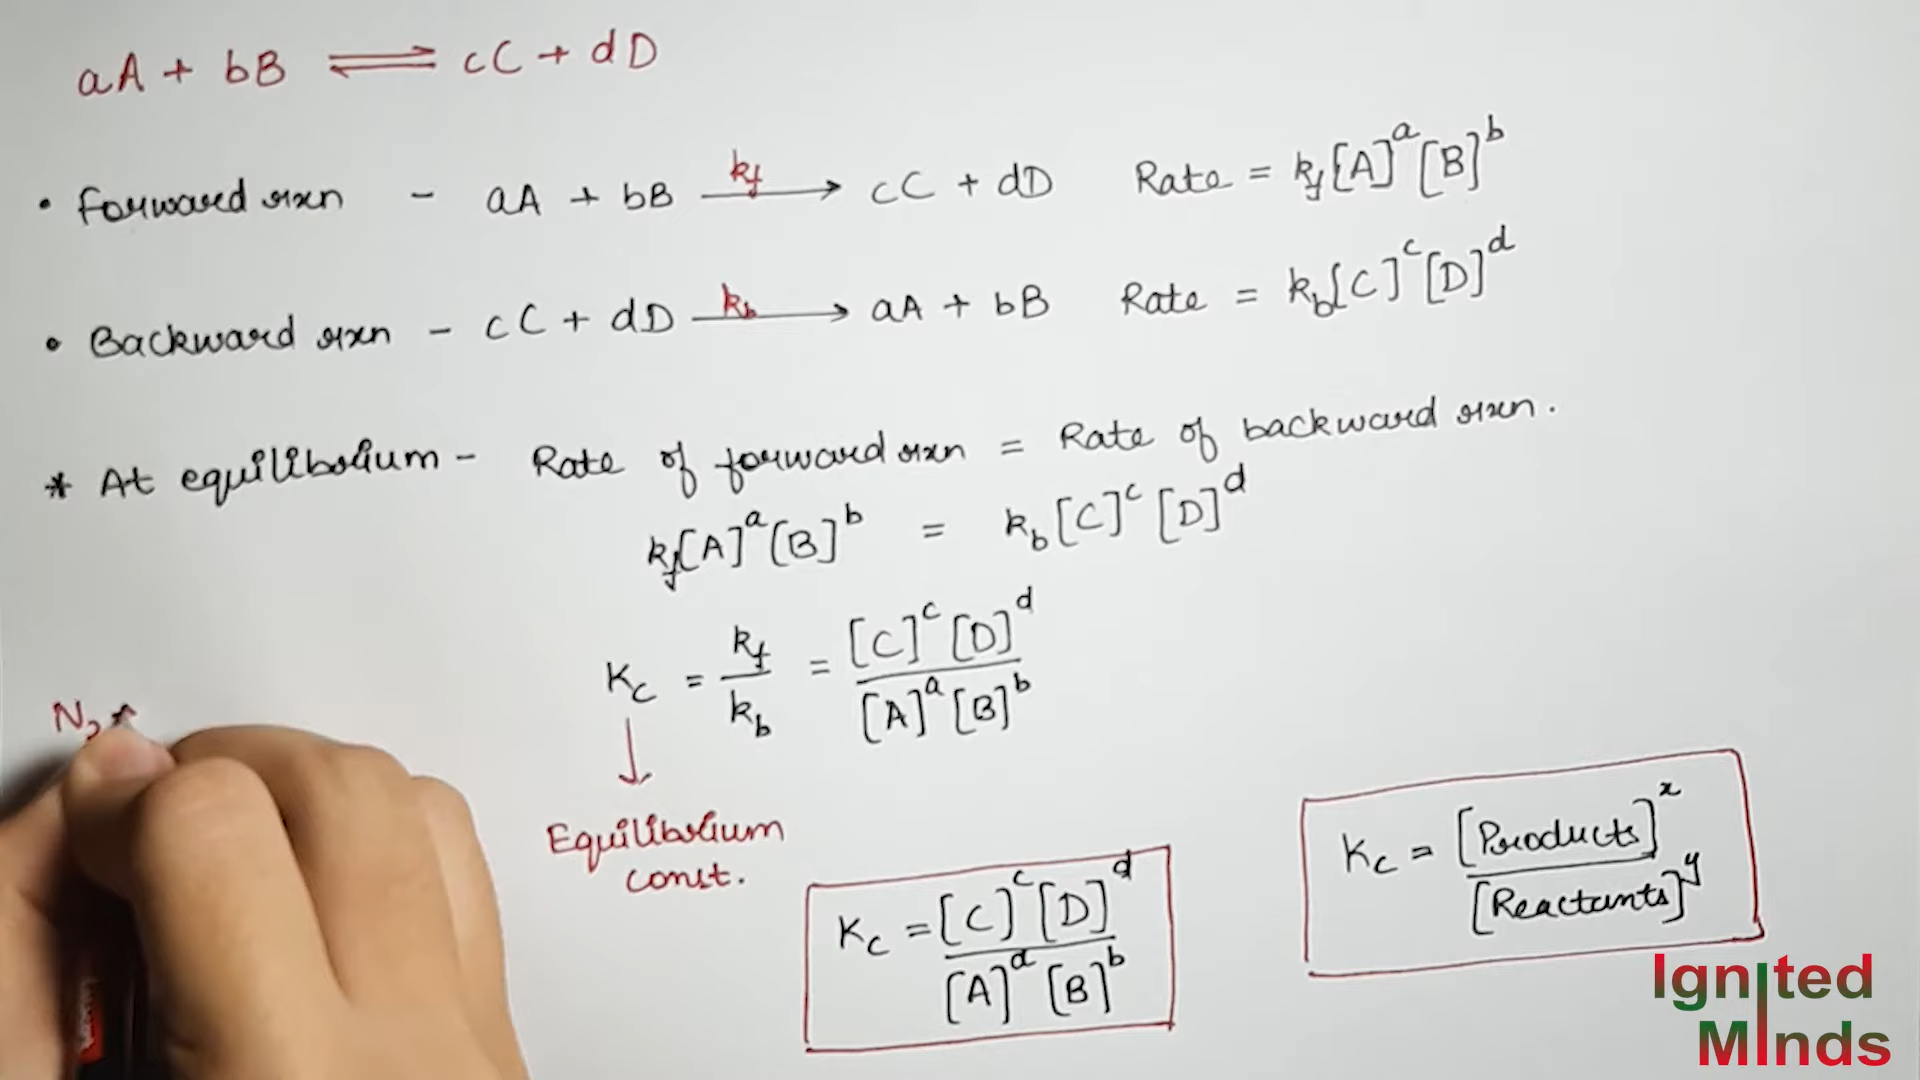 aA + bB ⇌ cC + dD
• Forward rxn - aA + bB —kf→ cC + dD Rate = kf[A]^a[B]^b
• Backward rxn - cC + dD —kb→ aA + bB Rate = kb[C]^c[D]^d
* At equilibrium - Rate of forward rxn = Rate of backward rxn.
kf[A]^a[B]^b = kb[C]^c[D]^d
Kc = kf/kb = [C]^c[D]^d/[A]^a[B]^b
↓
Equilibrium
const.
Kc = [C]^c[D]^d/[A]^a[B]^b
Kc = [Products]^x/[Reactants]^y
N2 +
Ignited
Minds